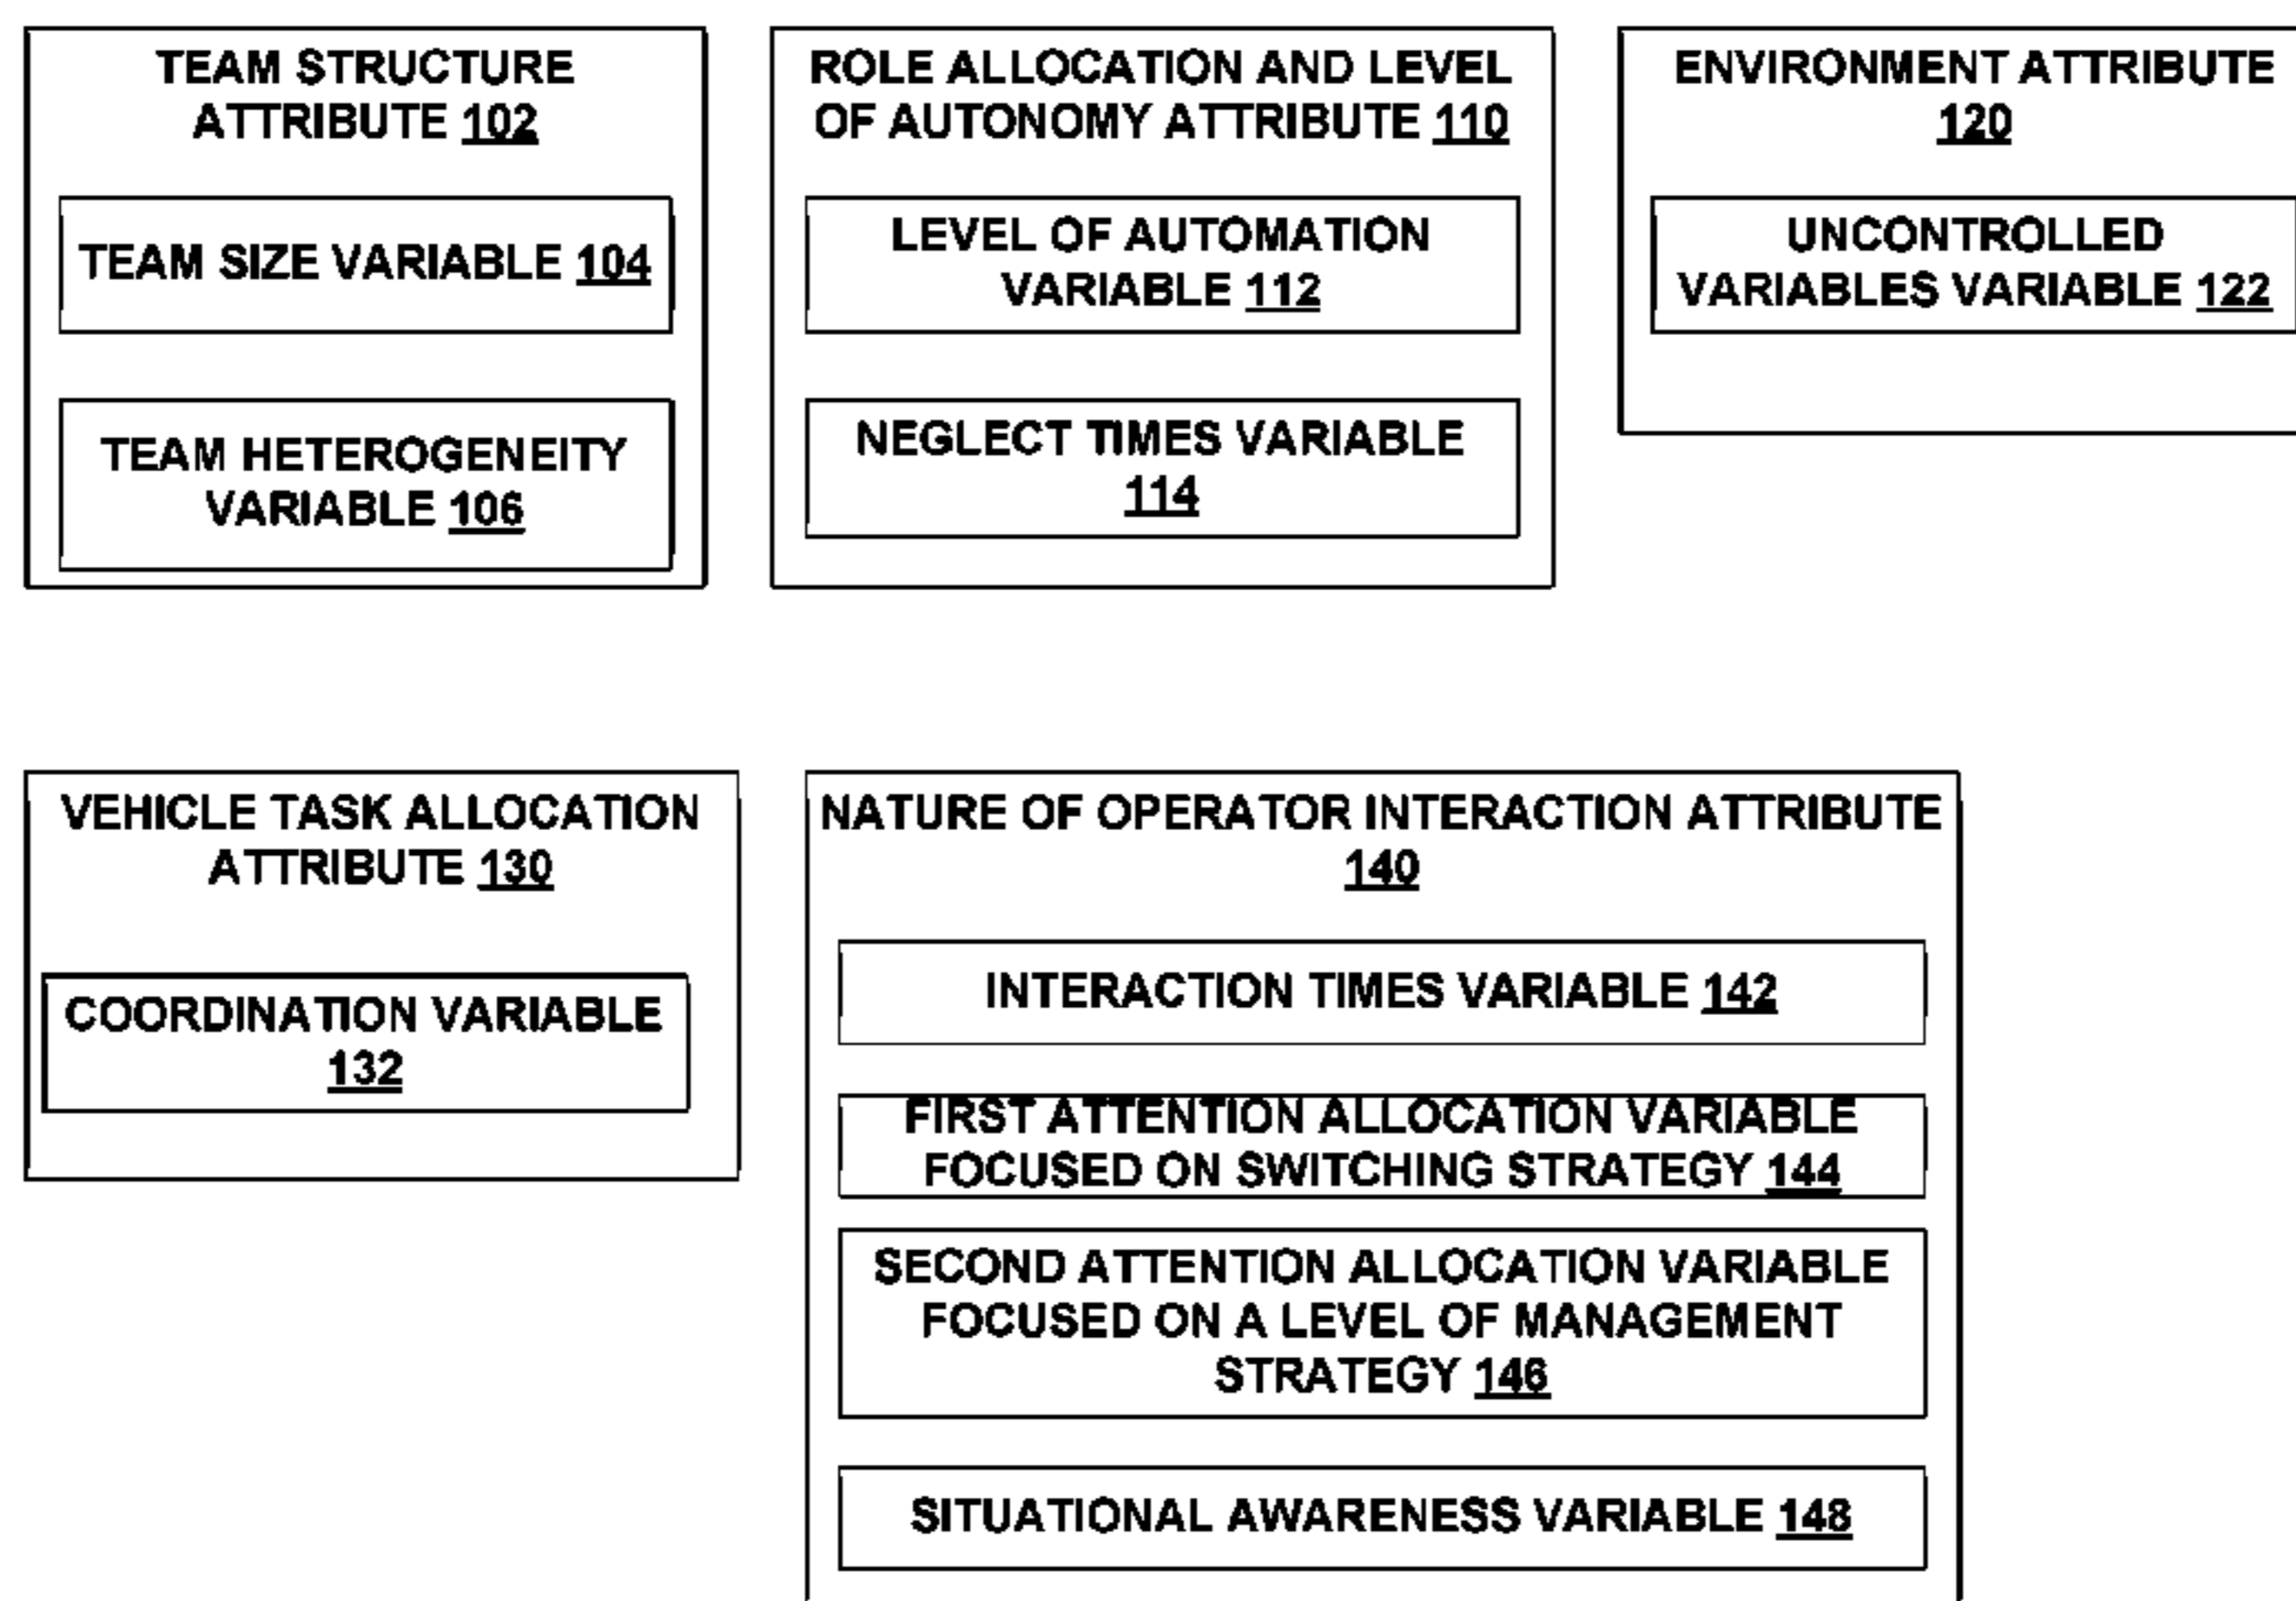 TEAM STRUCTURE
ATTRIBUTE 102
TEAM SIZE VARIABLE 104
TEAM HETEROGENEITY
VARIABLE 106
ROLE ALLOCATION AND LEVEL
OF AUTONOMY ATTRIBUTE 110
LEVEL OF AUTOMATION
VARIABLE 112
NEGLECT TIMES VARIABLE
114
ENVIRONMENT ATTRIBUTE
120
UNCONTROLLED
VARIABLES VARIABLE 122
VEHICLE TASK ALLOCATION
ATTRIBUTE 130
COORDINATION VARIABLE
132
NATURE OF OPERATOR INTERACTION ATTRIBUTE
140
INTERACTION TIMES VARIABLE 142
FIRST ATTENTION ALLOCATION VARIABLE
FOCUSED ON SWITCHING STRATEGY 144
SECOND ATTENTION ALLOCATION VARIABLE
FOCUSED ON A LEVEL OF MANAGEMENT
STRATEGY 146
SITUATIONAL AWARENESS VARIABLE 148